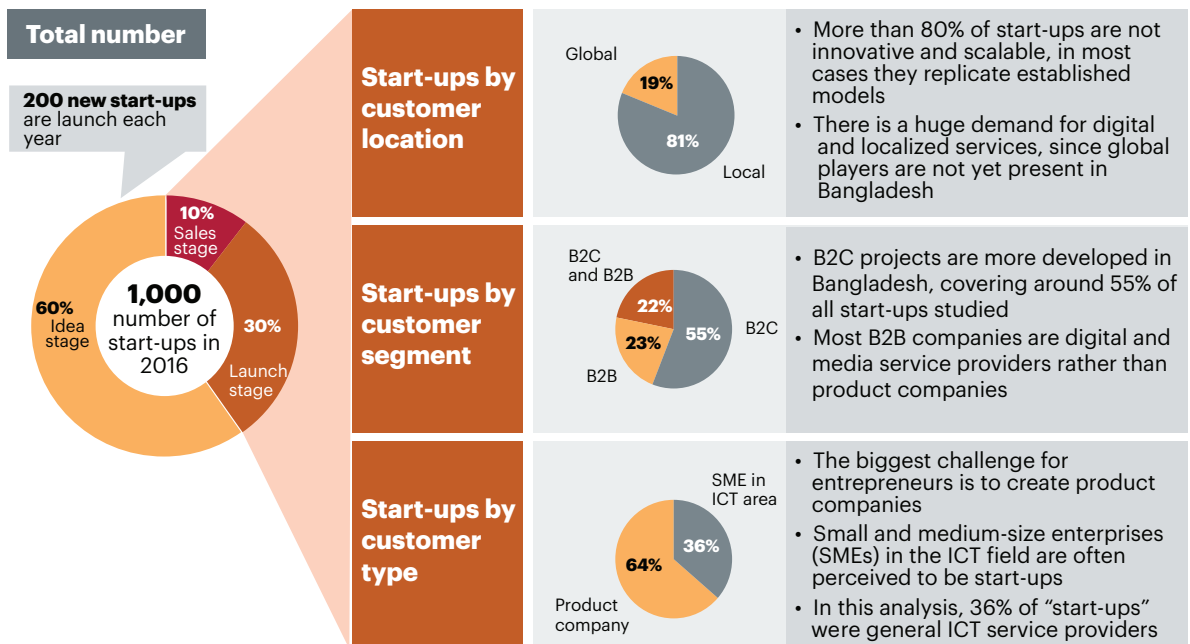 Total number
200 new start-ups
are launch each
year
10%
Sales
stage
60%
Idea
stage
1,000
number of
start-ups in
2016
30%
Launch
stage
Start-ups by
customer
location
Global
19%
81%
Local
• More than 80% of start-ups are not
innovative and scalable, in most
cases they replicate established
models
• There is a huge demand for digital
and localized services, since global
players are not yet present in
Bangladesh
Start-ups by
customer
segment
B2C
and B2B
22%
55%
B2C
23%
B2B
• B2C projects are more developed in
Bangladesh, covering around 55% of
all start-ups studied
• Most B2B companies are digital and
media service providers rather than
product companies
Start-ups by
customer
type
SME in
ICT area
36%
64%
Product
company
• The biggest challenge for
entrepreneurs is to create product
companies
• Small and medium-size enterprises
(SMEs) in the ICT field are often
perceived to be start-ups
• In this analysis, 36% of “start-ups”
were general ICT service providers